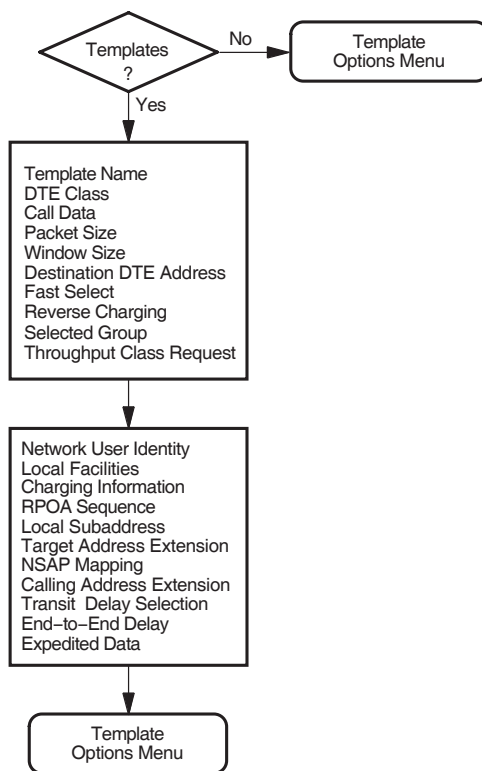 Templates
?
No
Template
Options Menu
Yes
Template Name
DTE Class
Call Data
Packet Size
Window Size
Destination DTE Address
Fast Select
Reverse Charging
Selected Group
Throughput Class Request
Network User Identity
Local Facilities
Charging Information
RPOA Sequence
Local Subaddress
Target Address Extension
NSAP Mapping
Calling Address Extension
Transit Delay Selection
End−to−End Delay
Expedited Data
Template
Options Menu